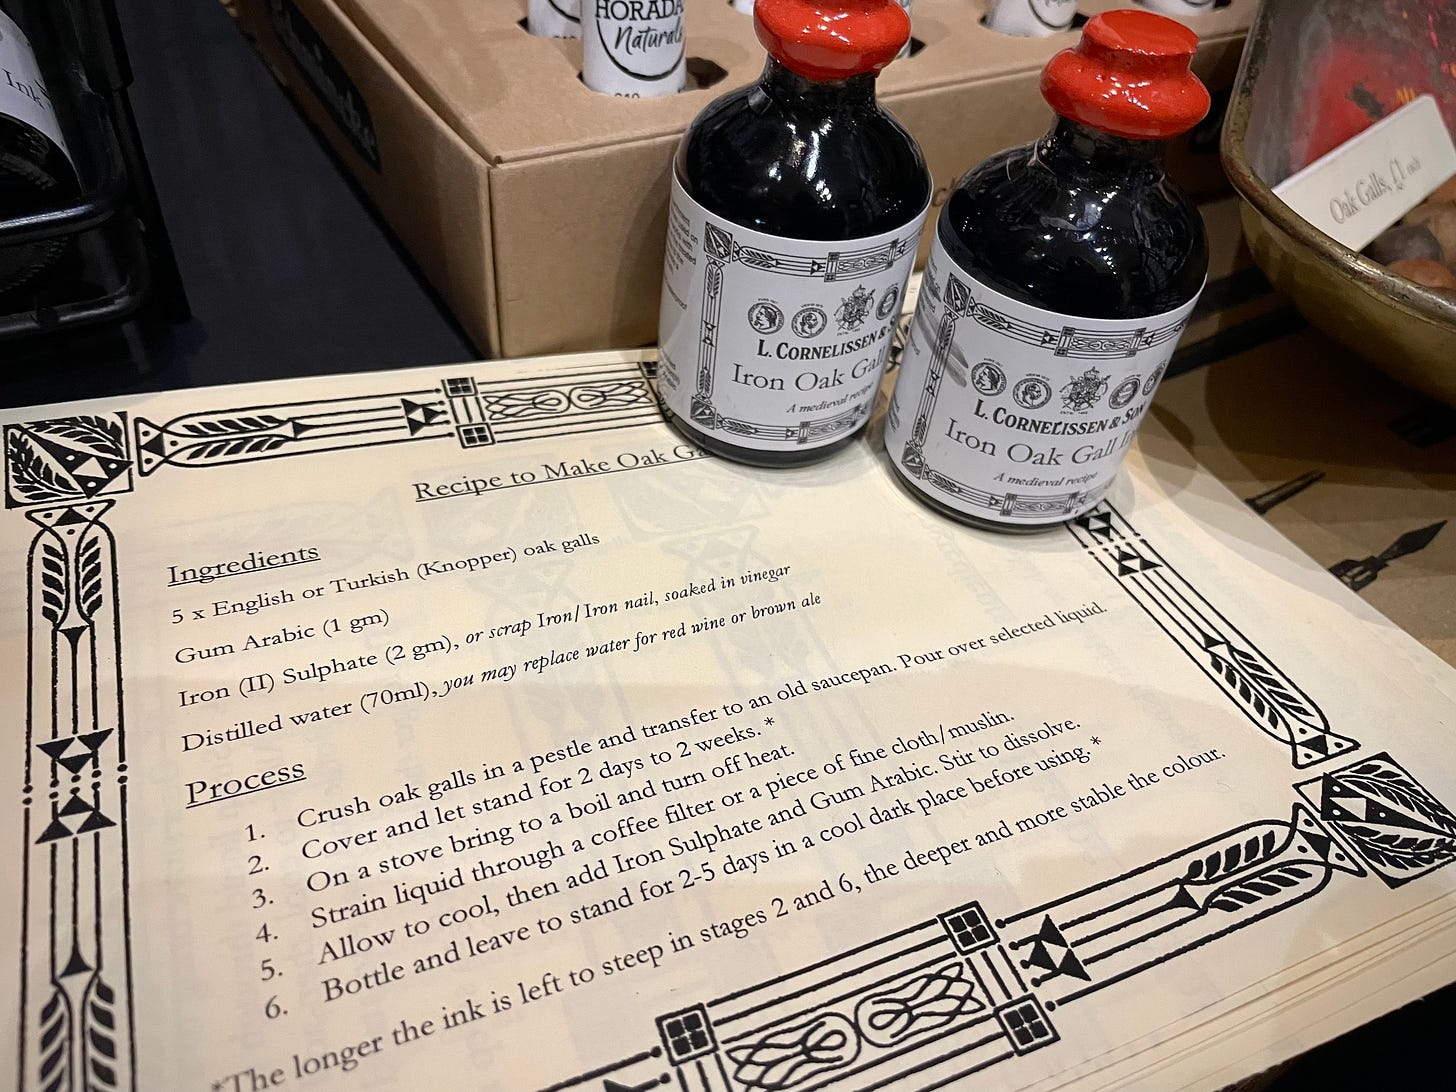 HORADA
Naturals
Ink
Oak Galls, £1 each
L. CORNELISSEN & S
Iron Oak Gal
A medieval recip
L. CORNELISSEN & SON
Iron Oak Gall I
A medieval recipe
Recipe to Make Oak Ga
Ingredients
5 x English or Turkish (Knopper) oak galls
Gum Arabic (1 gm)
Iron (II) Sulphate (2 gm), or scrap Iron/Iron nail, soaked in vinegar
Distilled water (70ml), you may replace water for red wine or brown ale
Process
1. Crush oak galls in a pestle and transfer to an old saucepan. Pour over selected liquid.
2. Cover and let stand for 2 days to 2 weeks. *
3. On a stove bring to a boil and turn off heat.
4. Strain liquid through a coffee filter or a piece of fine cloth/muslin.
5. Allow to cool, then add Iron Sulphate and Gum Arabic. Stir to dissolve.
6. Bottle and leave to stand for 2-5 days in a cool dark place before using. *
*The longer the ink is left to steep in stages 2 and 6, the deeper and more stable the colour.